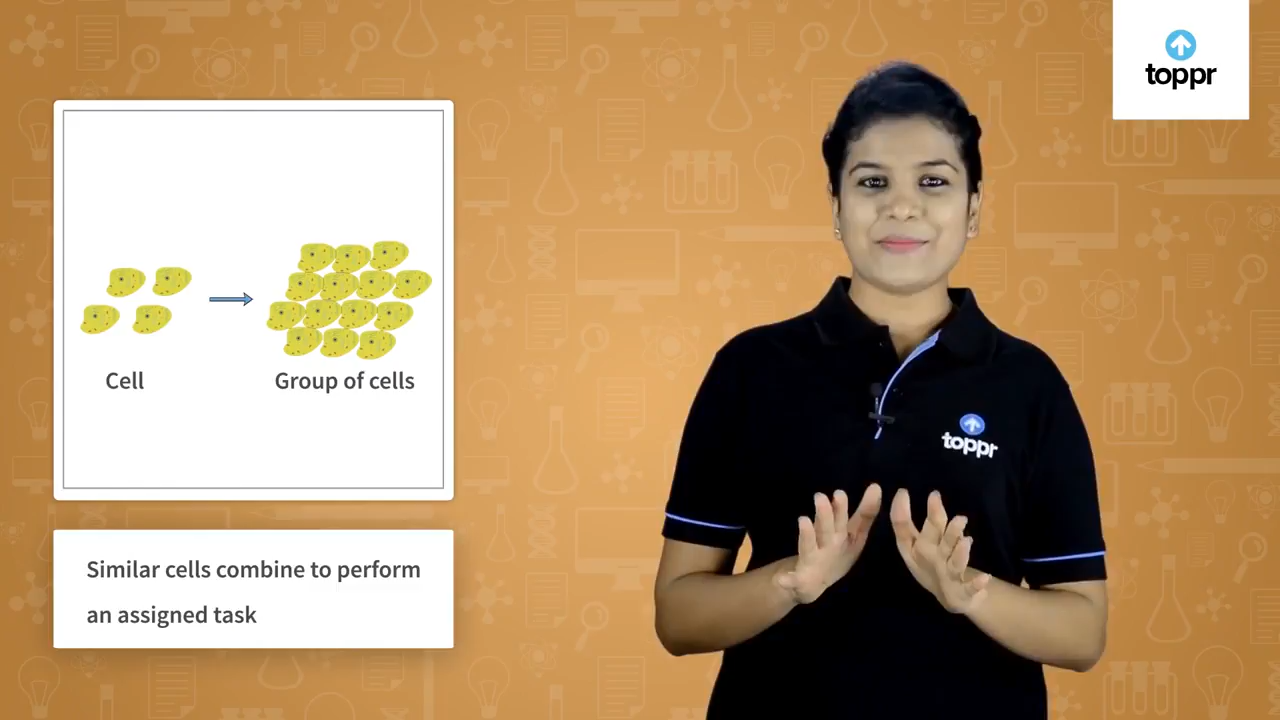 toppr
Cell
Group of cells
toppr
Similar cells combine to perform
an assigned task